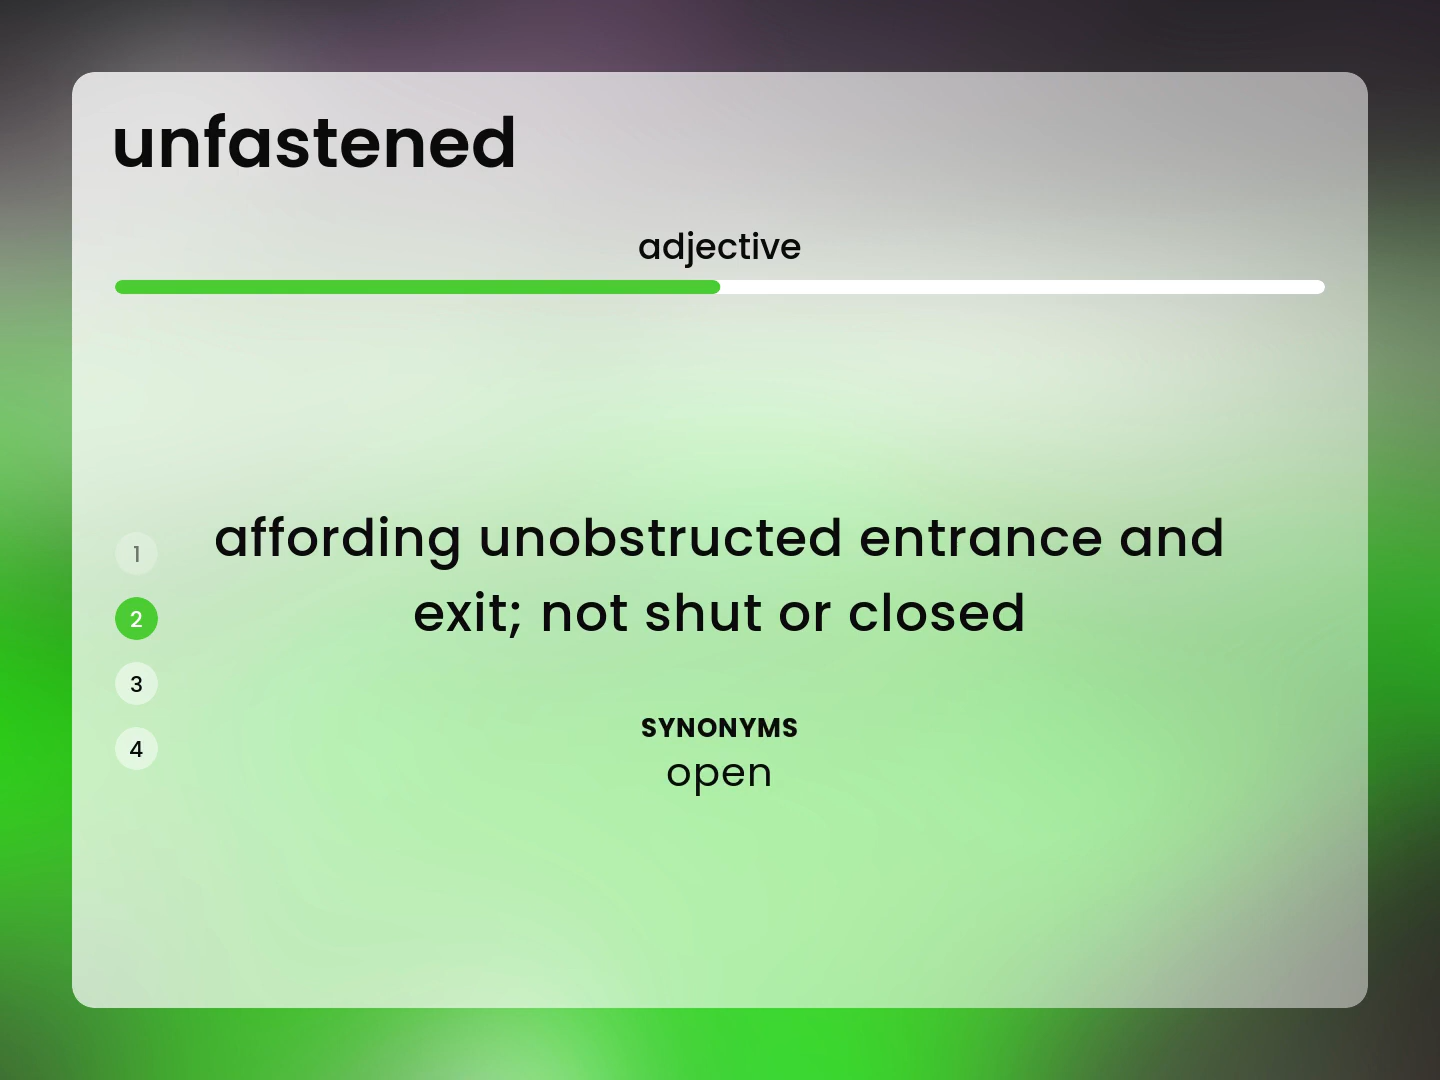 unfastened
adjective
affording unobstructed entrance and
exit; not shut or closed
1
2
3
4
SYNONYMS
open